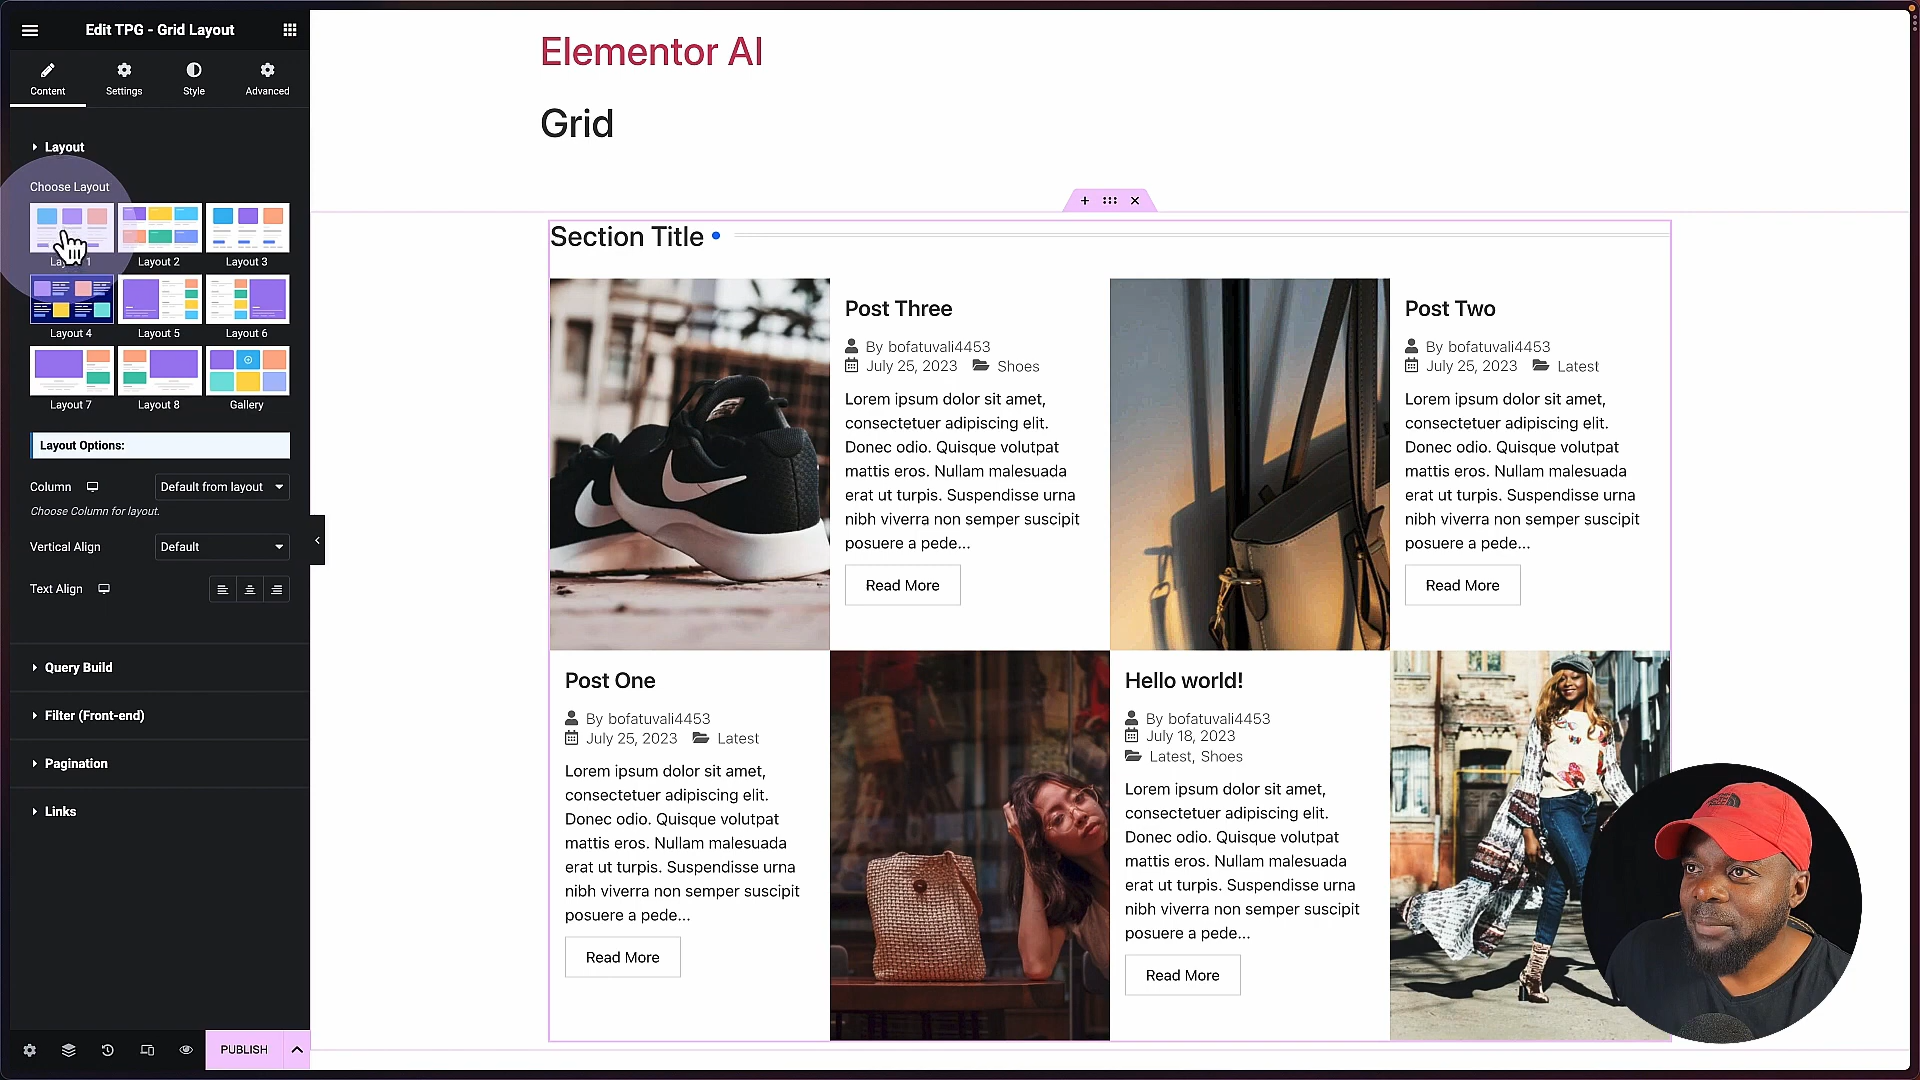 Edit TPG - Grid Layout
Content
Settings
Style
Advanced
Layout
Choose Layout
Layout 2
Layout 3
Layout 4
Layout 5
Layout 6
Layout 7
Layout 8
Gallery
Layout Options:
Column
Default from layout
Choose Column for layout.
Vertical Align
Default
Text Align
Query Build
Filter (Front-end)
Pagination
Links
PUBLISH
Elementor AI
Grid
Section Title
Post Three
By bofatuvali4453
July 25, 2023
Shoes
Lorem ipsum dolor sit amet,
consectetuer adipiscing elit.
Donec odio. Quisque volutpat
mattis eros. Nullam malesuada
erat ut turpis. Suspendisse urna
nibh viverra non semper suscipit
posuere a pede...
Read More
Post Two
By bofatuvali4453
July 25, 2023
Latest
Lorem ipsum dolor sit amet,
consectetuer adipiscing elit.
Donec odio. Quisque volutpat
mattis eros. Nullam malesuada
erat ut turpis. Suspendisse urna
nibh viverra non semper suscipit
posuere a pede...
Read More
Post One
By bofatuvali4453
July 25, 2023
Latest
Lorem ipsum dolor sit amet,
consectetuer adipiscing elit.
Donec odio. Quisque volutpat
mattis eros. Nullam malesuada
erat ut turpis. Suspendisse urna
nibh viverra non semper suscipit
posuere a pede...
Read More
Hello world!
By bofatuvali4453
July 18, 2023
Latest, Shoes
Lorem ipsum dolor sit amet,
consectetuer adipiscing elit.
Donec odio. Quisque volutpat
mattis eros. Nullam malesuada
erat ut turpis. Suspendisse urna
nibh viverra non semper suscipit
posuere a pede...
Read More